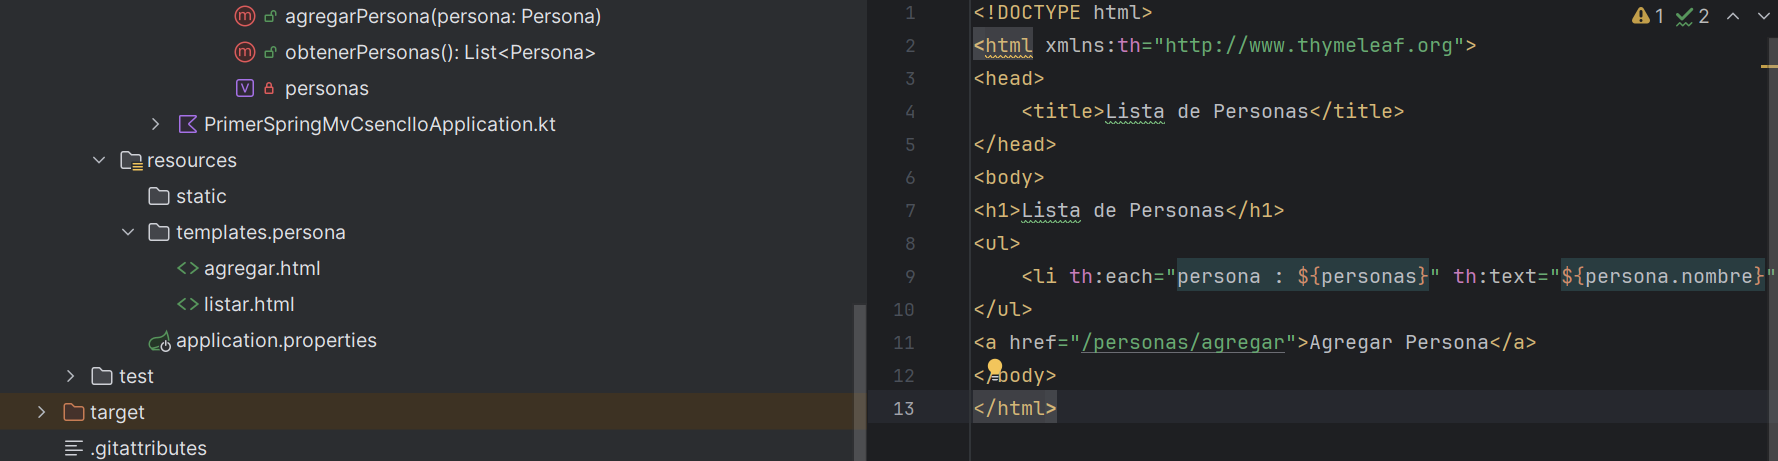 agregarPersona(persona: Persona)
obtenerPersonas(): List<Persona>
personas
PrimerSpringMvCsencIloApplication.kt
resources
static
templates.persona
agregar.html
listar.html
application.properties
test
target
.gitattributes
1 <!DOCTYPE html>
2 <html xmlns:th="http://www.thymeleaf.org">
3 <head>
4 <title>Lista de Personas</title>
5 </head>
6 <body>
7 <h1>Lista de Personas</h1>
8 <ul>
9 <li th:each="persona : ${personas}" th:text="${persona.nombre}"
10 </ul>
11 <a href="/personas/agregar">Agregar Persona</a>
12 </body>
13 </html>
1 2